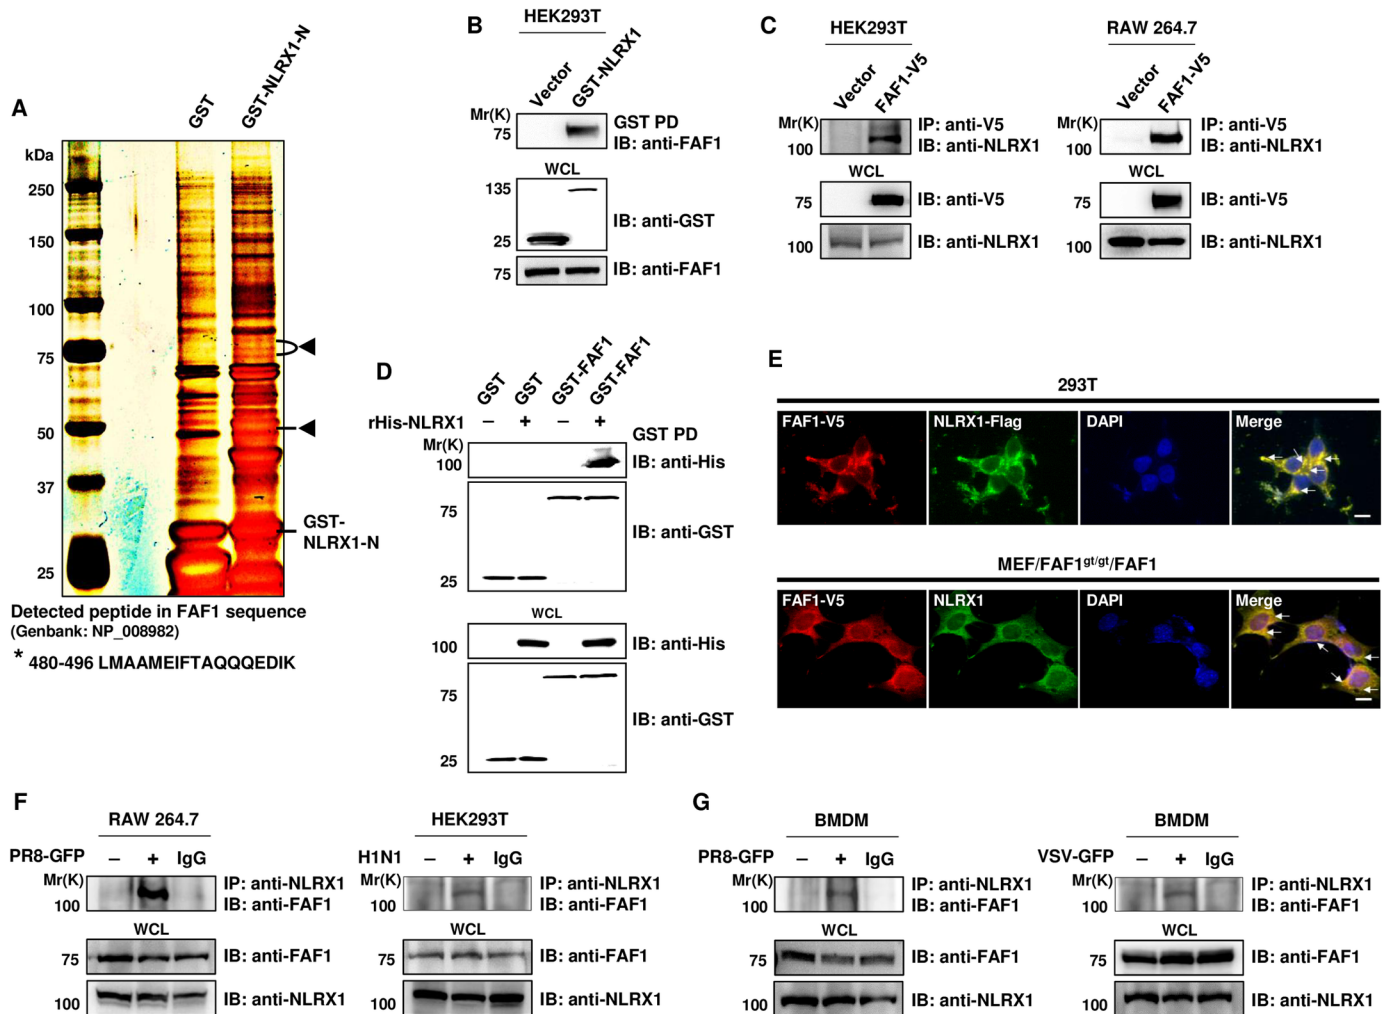 A
GST
GST-NLRX1-N
kDa
250
150
100
75
50
37
25
GST-
NLRX1-N
Detected peptide in FAF1 sequence
(Genbank: NP_008982)
* 480-496 LMAAMEIFTAQQQEDIK
B
HEK293T
Vector
GST-NLRX1
Mr(K)
75
GST PD
IB: anti-FAF1
WCL
135
25
IB: anti-GST
75
IB: anti-FAF1
C
HEK293T
Vector
FAF1-V5
Mr(K)
100
IP: anti-V5
IB: anti-NLRX1
WCL
75
IB: anti-V5
100
IB: anti-NLRX1
RAW 264.7
Vector
FAF1-V5
Mr(K)
100
IP: anti-V5
IB: anti-NLRX1
WCL
75
IB: anti-V5
100
IB: anti-NLRX1
D
GST
GST
GST-FAF1
GST-FAF1
rHis-NLRX1 – + – +
Mr(K)
GST PD
100
IB: anti-His
75
IB: anti-GST
25
WCL
100
IB: anti-His
75
IB: anti-GST
25
E
293T
FAF1-V5
NLRX1-Flag
DAPI
Merge
MEF/FAF1gt/gt/FAF1
FAF1-V5
NLRX1
DAPI
Merge
F
RAW 264.7
PR8-GFP – + IgG
Mr(K)
100
IP: anti-NLRX1
IB: anti-FAF1
WCL
75
IB: anti-FAF1
100
IB: anti-NLRX1
HEK293T
H1N1 – + IgG
Mr(K)
100
IP: anti-NLRX1
IB: anti-FAF1
WCL
75
IB: anti-FAF1
100
IB: anti-NLRX1
G
BMDM
PR8-GFP – + IgG
Mr(K)
100
IP: anti-NLRX1
IB: anti-FAF1
WCL
75
IB: anti-FAF1
100
IB: anti-NLRX1
BMDM
VSV-GFP – + IgG
Mr(K)
100
IP: anti-NLRX1
IB: anti-FAF1
WCL
75
IB: anti-FAF1
100
IB: anti-NLRX1